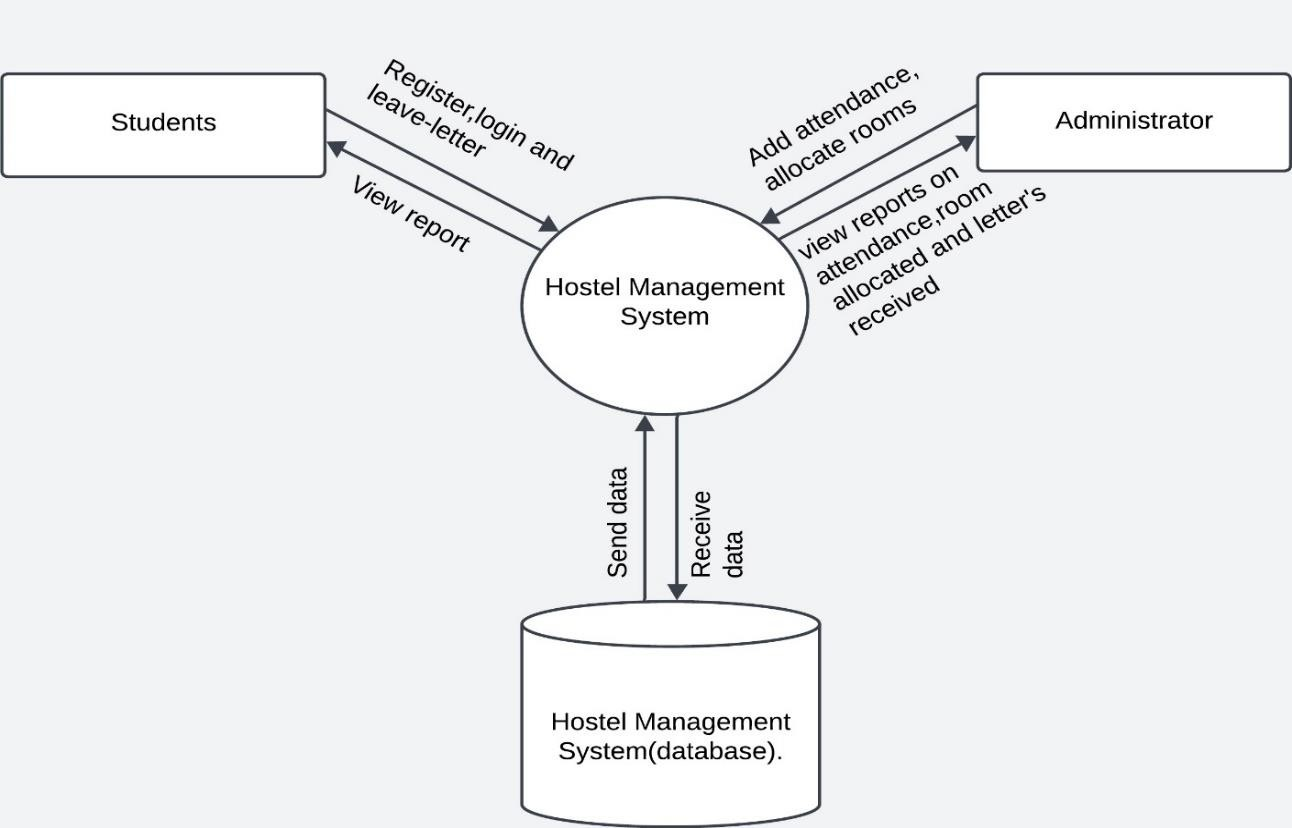 Students
Register,login and
leave-letter
View report
Add attendance,
allocate rooms
Administrator
view reports on
attendance,room
allocated and letter's
received
Hostel Management
System
Send data
Receive
data
Hostel Management
System(database).